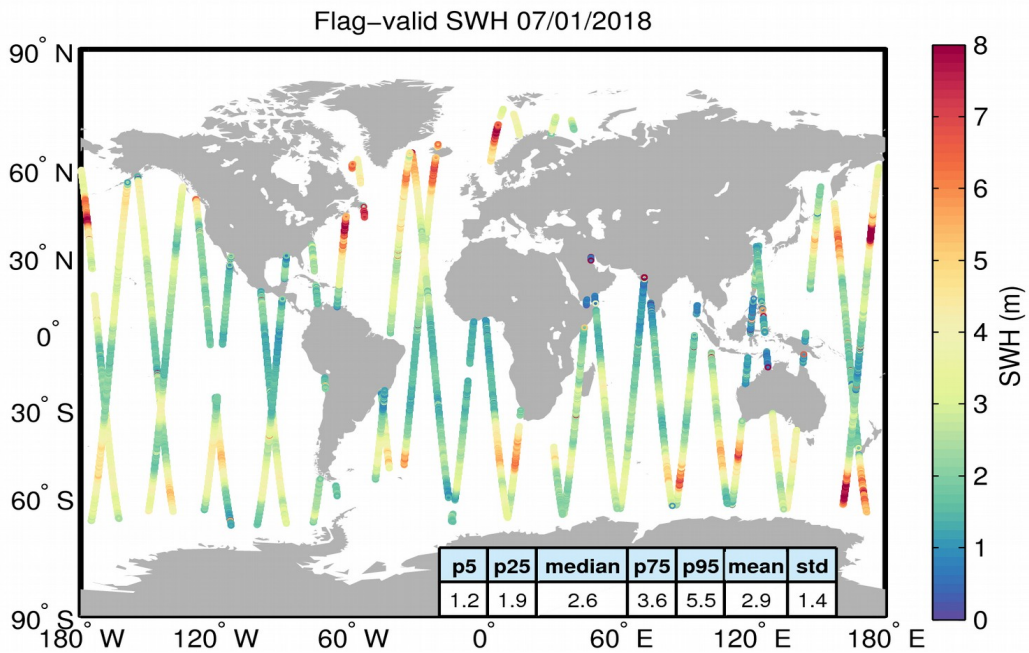 Flag−valid SWH 07/01/2018
90° N
60° N
30° N
0°
30° S
60° S
90° S
180° W
120° W
60° W
0°
60° E
120° E
180° E
p5 p25 median p75 p95 mean std
1.2 1.9 2.6 3.6 5.5 2.9 1.4
8
7
6
5
4
3
2
1
0
SWH (m)